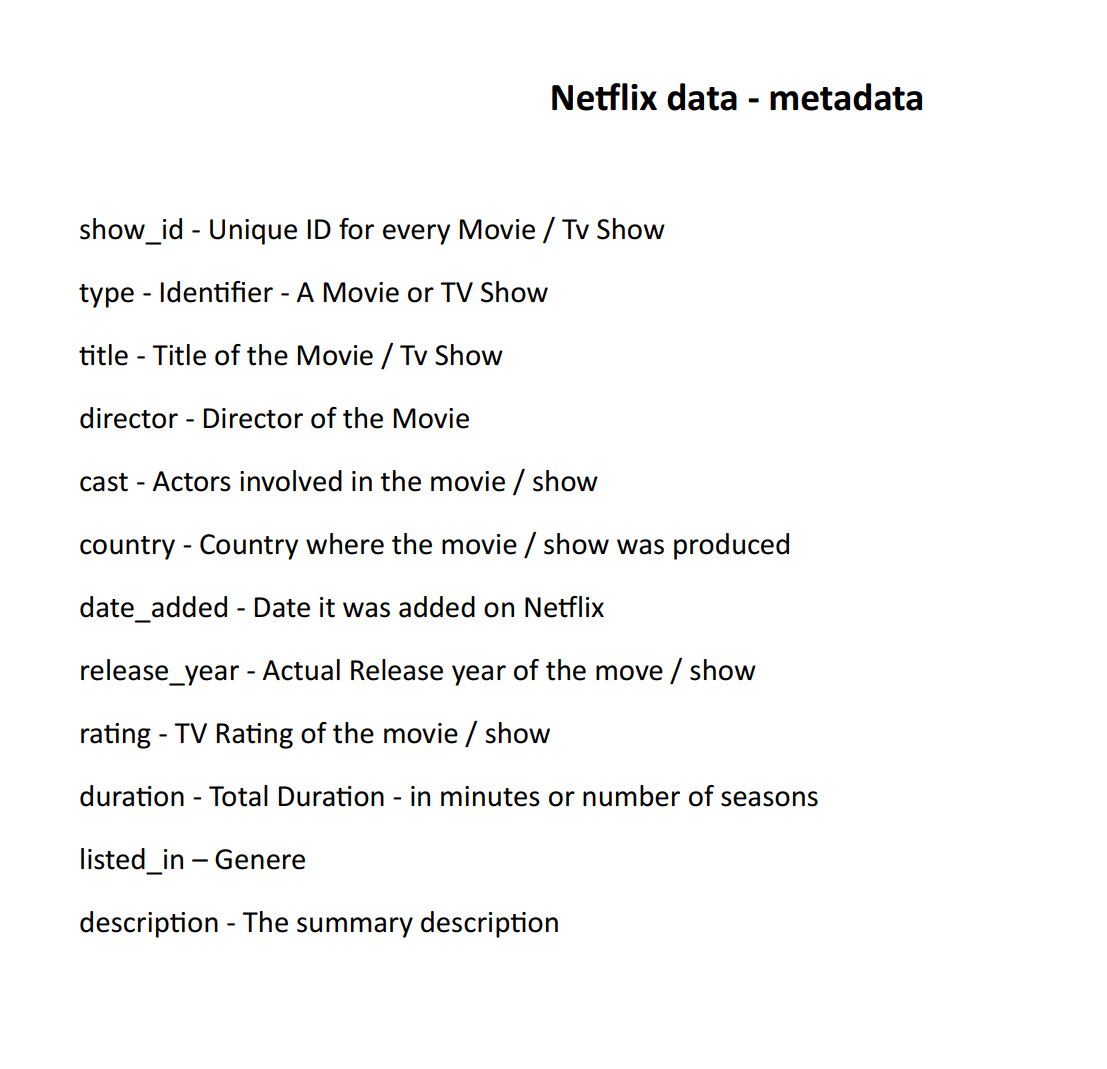 Netflix data - metadata
show_id - Unique ID for every Movie / Tv Show
type - Identifier - A Movie or TV Show
title - Title of the Movie / Tv Show
director - Director of the Movie
cast - Actors involved in the movie / show
country - Country where the movie / show was produced
date_added - Date it was added on Netflix
release_year - Actual Release year of the move / show
rating - TV Rating of the movie / show
duration - Total Duration - in minutes or number of seasons
listed_in – Genere
description - The summary description